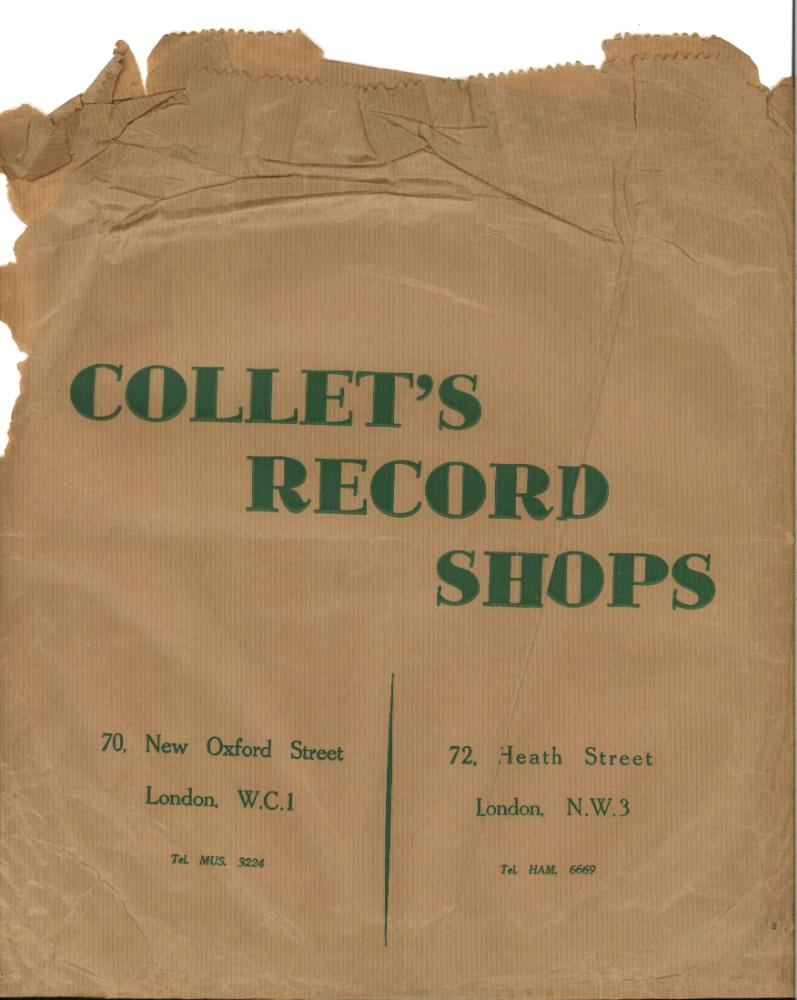 COLLET'S
RECORD
SHOPS
70, New Oxford Street
London, W.C.1
Tel. MUS. 3224
72, Heath Street
London, N.W.3
Tel. HAM. 6669